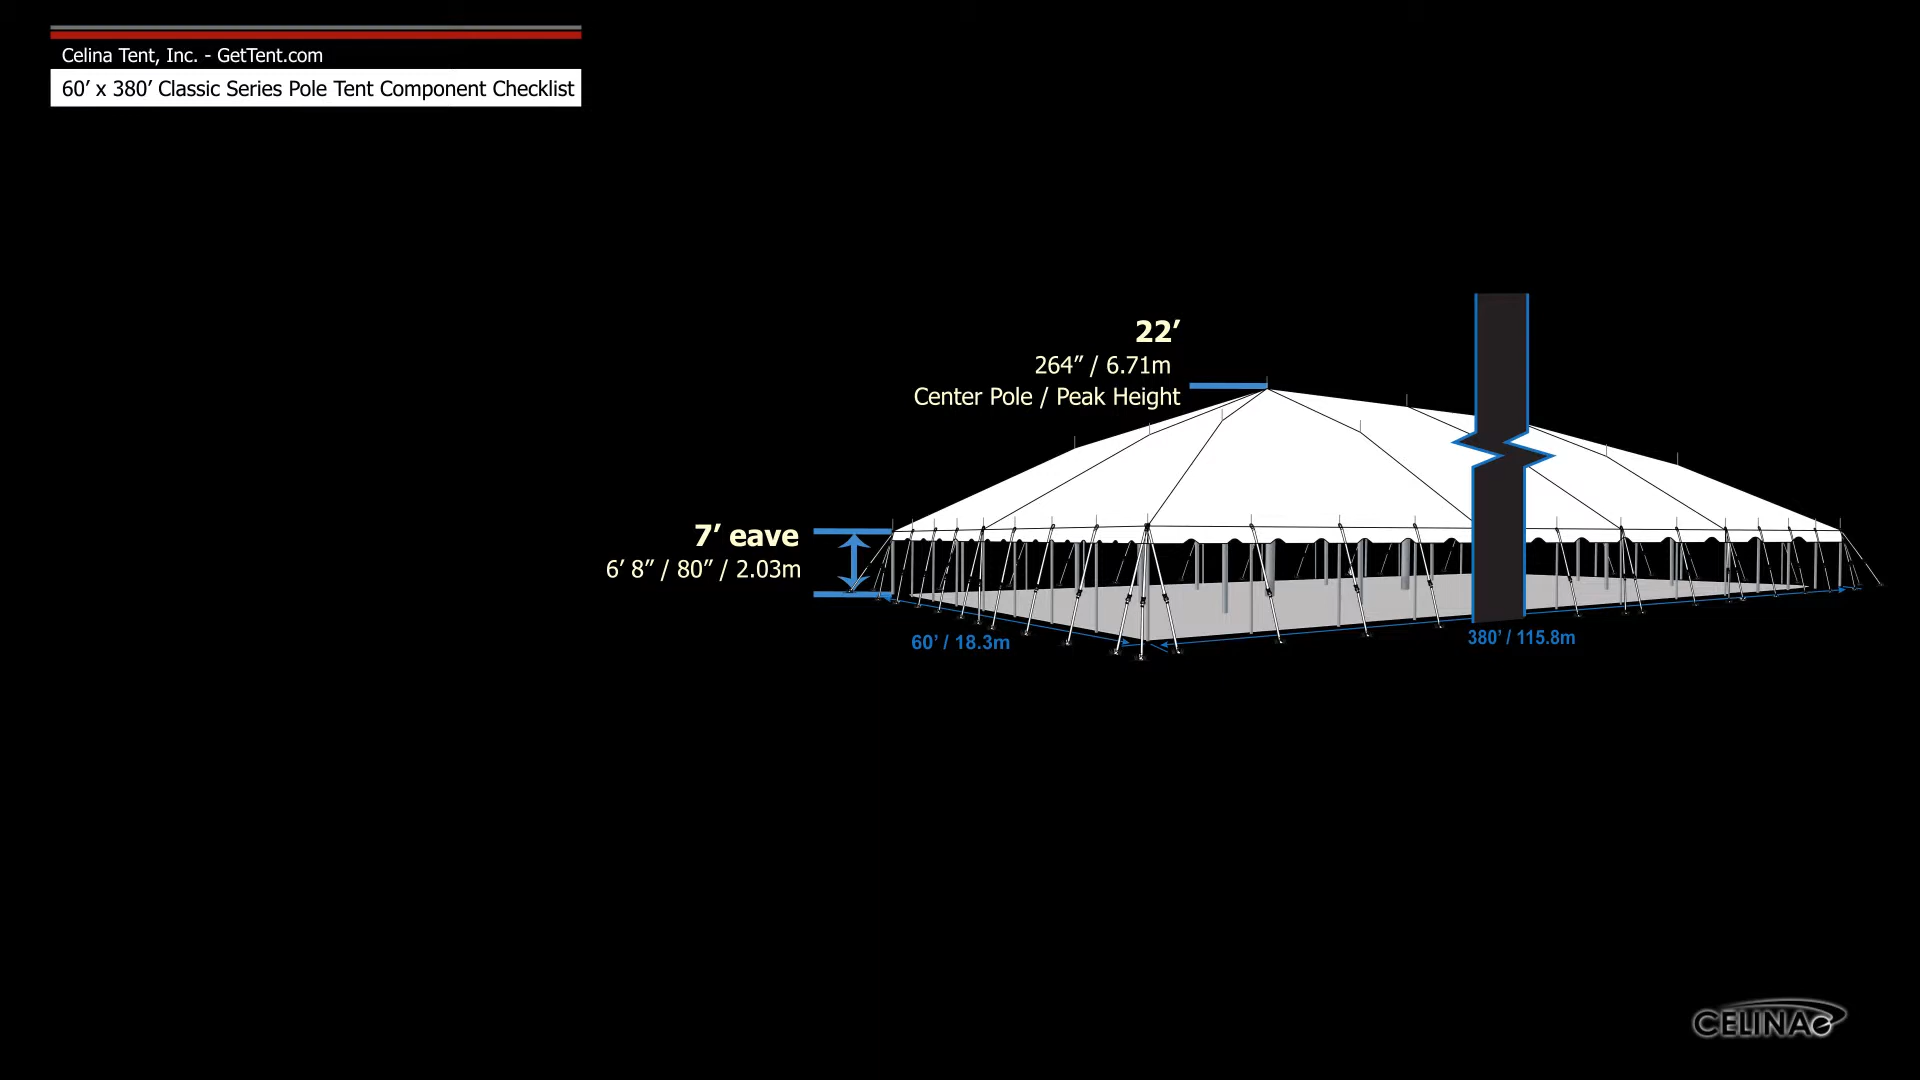 Celina Tent, Inc. - GetTent.com
60’ x 380’ Classic Series Pole Tent Component Checklist
22’
264” / 6.71m
Center Pole / Peak Height
7’ eave
6’ 8” / 80” / 2.03m
60’ / 18.3m
380’ / 115.8m
CELINA